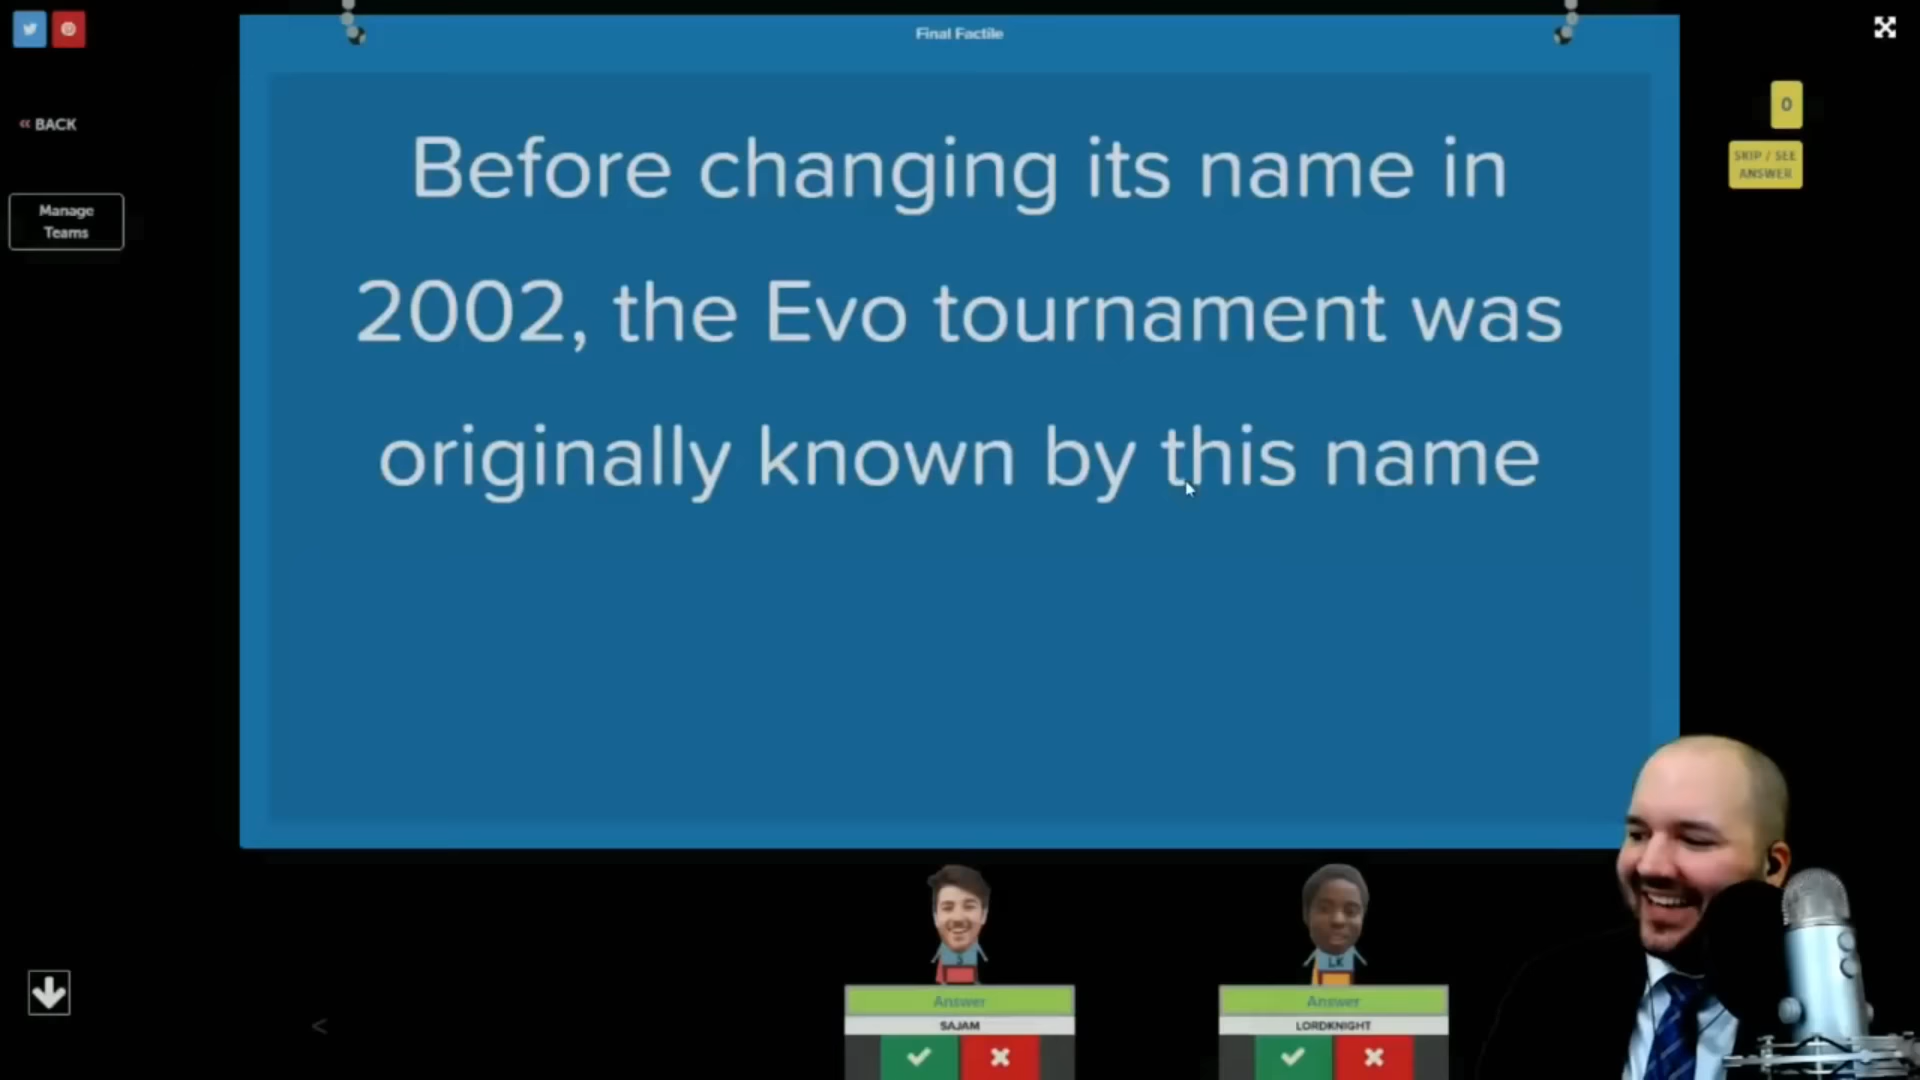 Final Factile
« BACK
Manage
Teams
0
SKIP / SEE
ANSWER
Before changing its name in
2002, the Evo tournament was
originally known by this name
S
LK
Answer
SAJAM
Answer
LORDKNIGHT
<